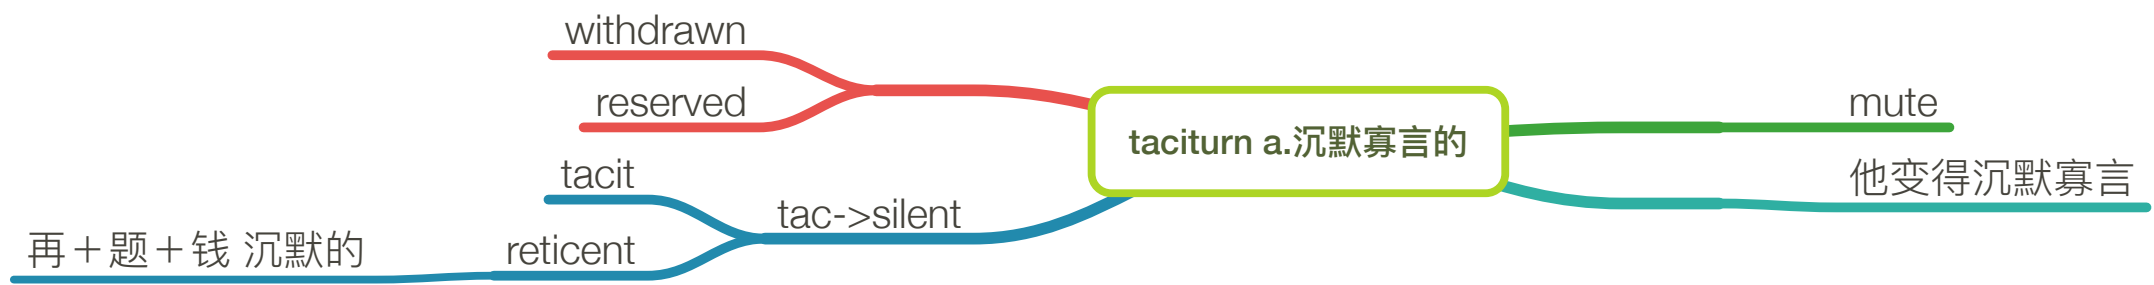 withdrawn
reserved
taciturn a.沉默寡言的
mute
tacit
tac->silent
他变得沉默寡言
再+题+钱 沉默的
reticent